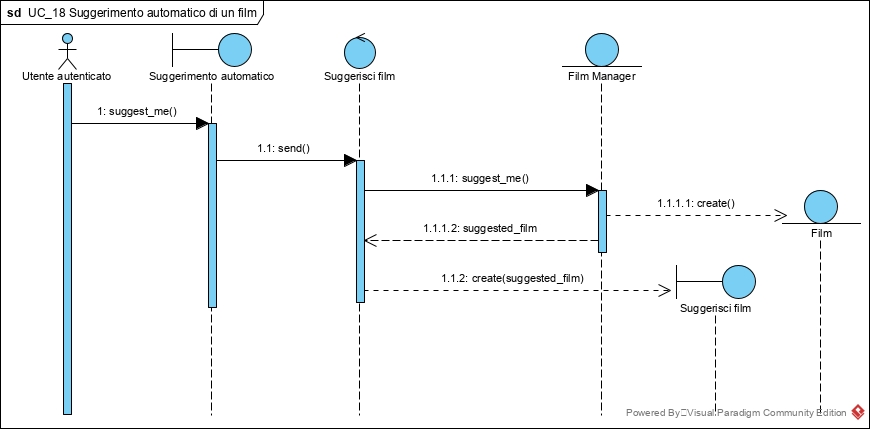 sd UC_18 Suggerimento automatico di un film
Utente autenticato
Suggerimento automatico
Suggerisci film
Film Manager
1: suggest_me()
1.1: send()
1.1.1: suggest_me()
1.1.1.1: create()
Film
1.1.1.2: suggested_film
1.1.2: create(suggested_film)
Suggerisci film
Powered By Visual Paradigm Community Edition